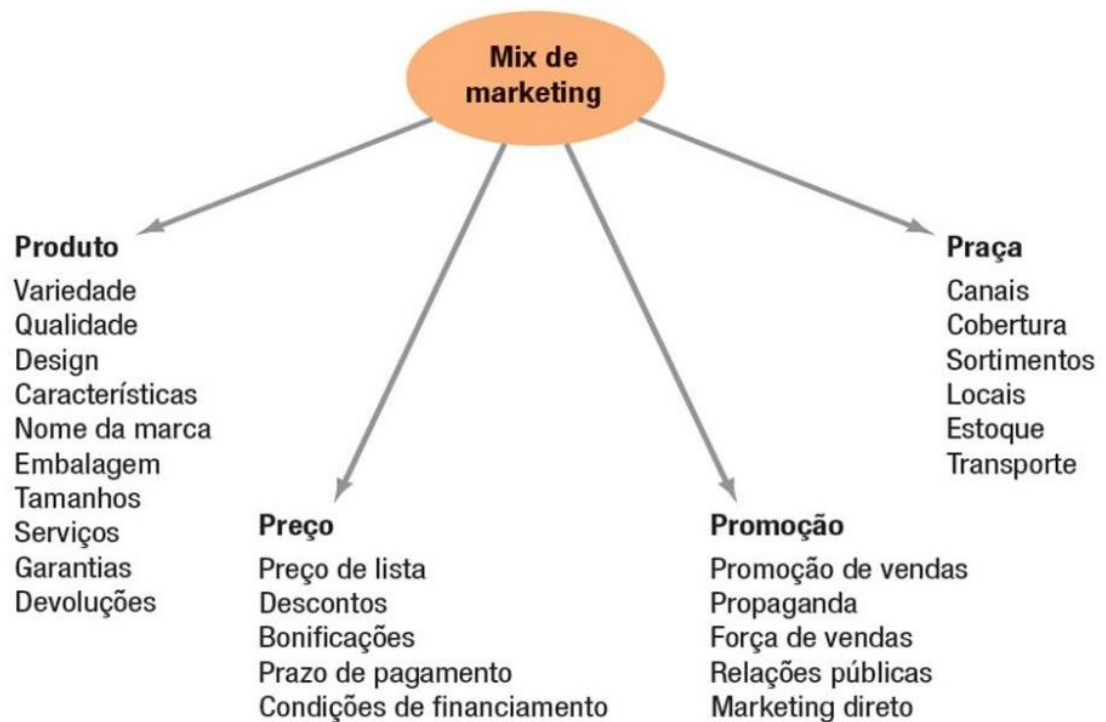 Mix de
marketing
Produto
Variedade
Qualidade
Design
Características
Nome da marca
Embalagem
Tamanhos
Serviços
Garantias
Devoluções
Preço
Preço de lista
Descontos
Bonificações
Prazo de pagamento
Condições de financiamento
Promoção
Promoção de vendas
Propaganda
Força de vendas
Relações públicas
Marketing direto
Praça
Canais
Cobertura
Sortimentos
Locais
Estoque
Transporte